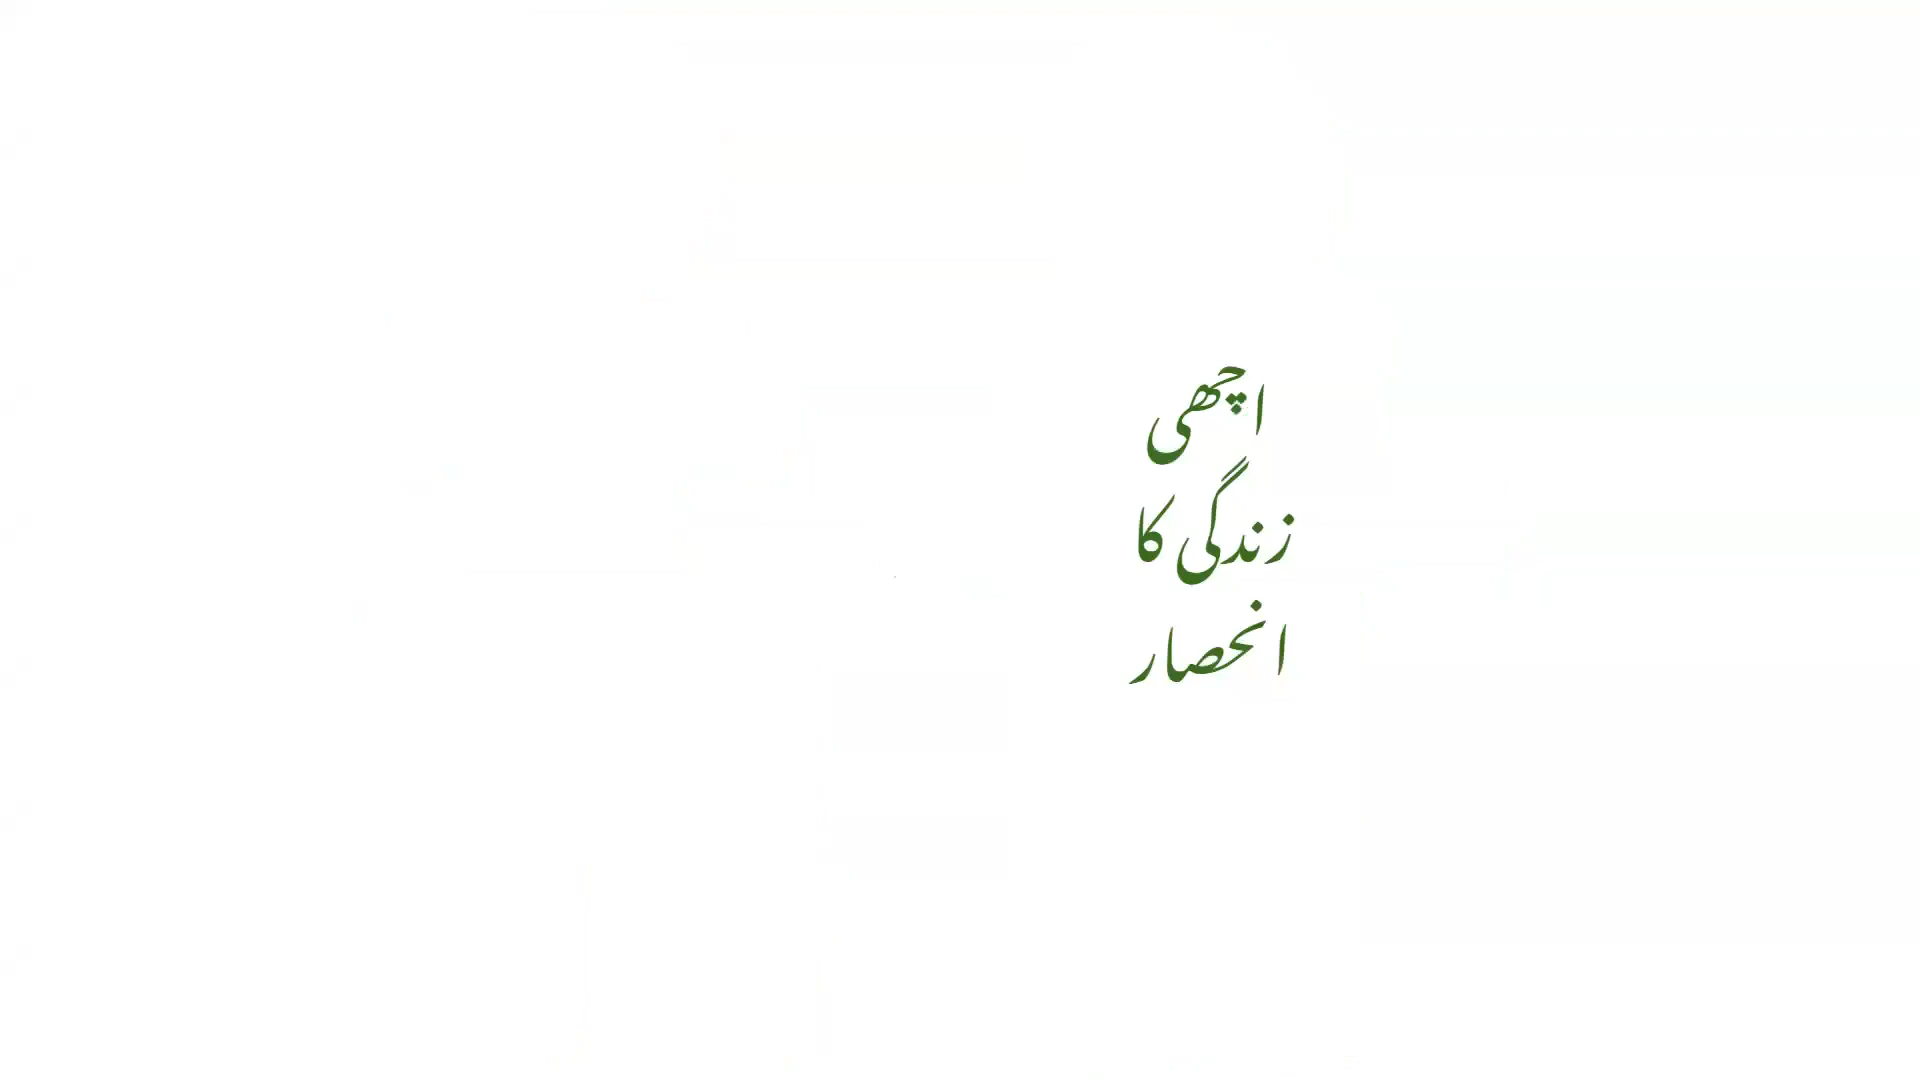 اچھی
زندگی کا
انحصار